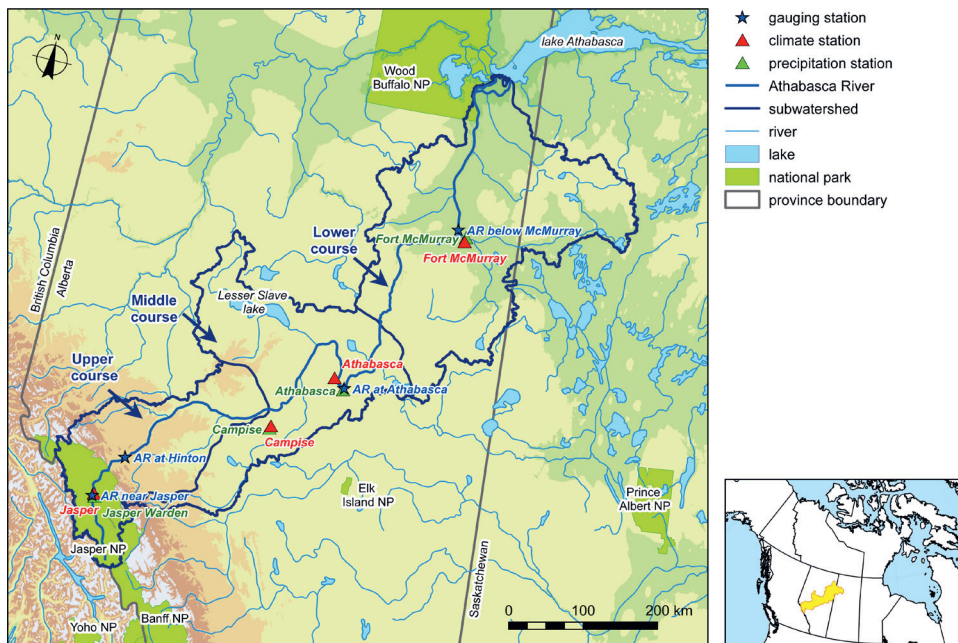 lake Athabasca
Wood
Buffalo NP
British Columbia
Alberta
Lower
course
AR below McMurray
Fort McMurray
Fort McMurray
Middle
course
Lesser Slave
lake
Upper
course
Athabasca
Athabasca
AR at Athabasca
Campise
Campise
AR at Hinton
Elk
Island NP
Prince
Albert NP
AR near Jasper
Jasper
Jasper Warden
Jasper NP
Saskatchewan
Banff NP
Yoho NP
0
100
200 km
gauging station
climate station
precipitation station
Athabasca River
subwatershed
river
lake
national park
province boundary